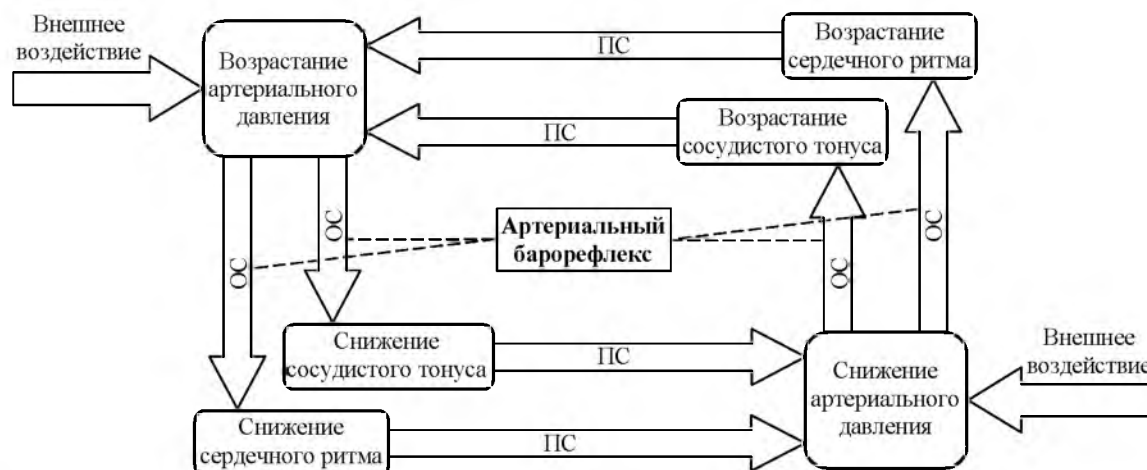 Внешнее
воздействие
Возрастание
артериального
давления
ПС
Возрастание
сердечного ритма
ПС
Возрастание
сосудистого тонуса
ОС
ОС
Артериальный
барорефлекс
ОС
ОС
Снижение
сосудистого тонуса
ПС
Снижение
артериального
давления
Внешнее
воздействие
Снижение
сердечного ритма
ПС